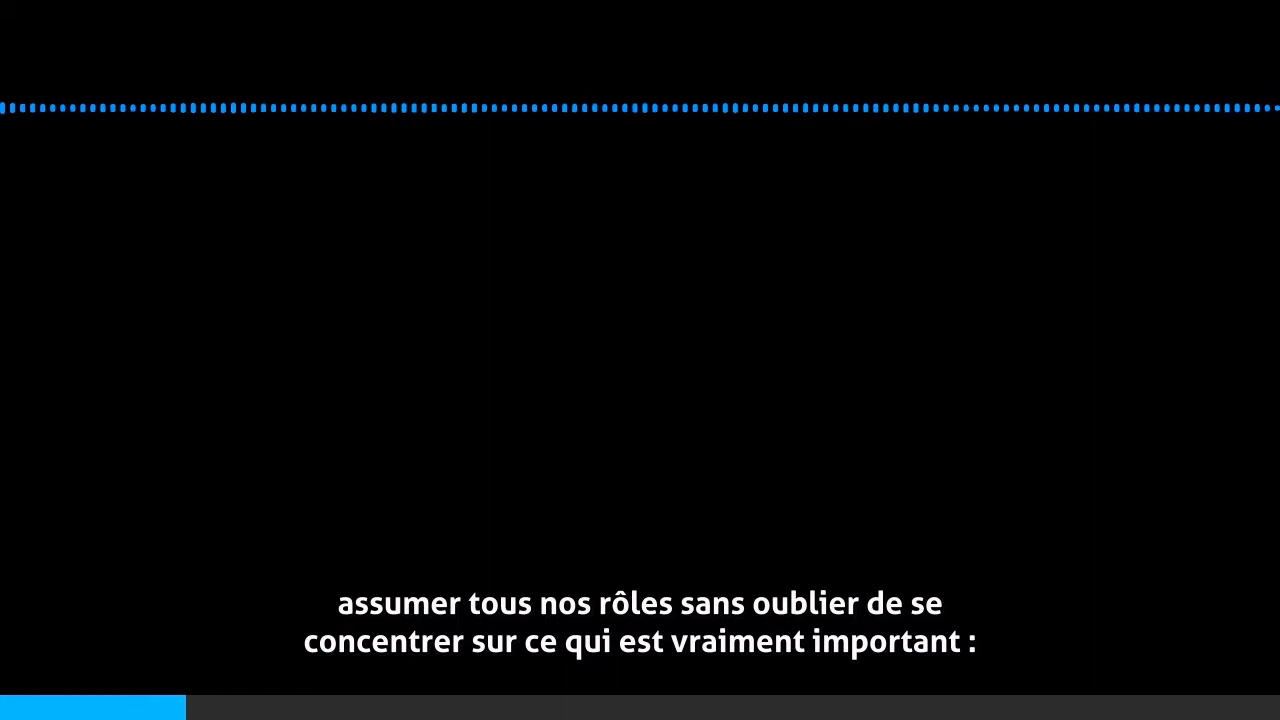 assumer tous nos rôles sans oublier de se
concentrer sur ce qui est vraiment important :